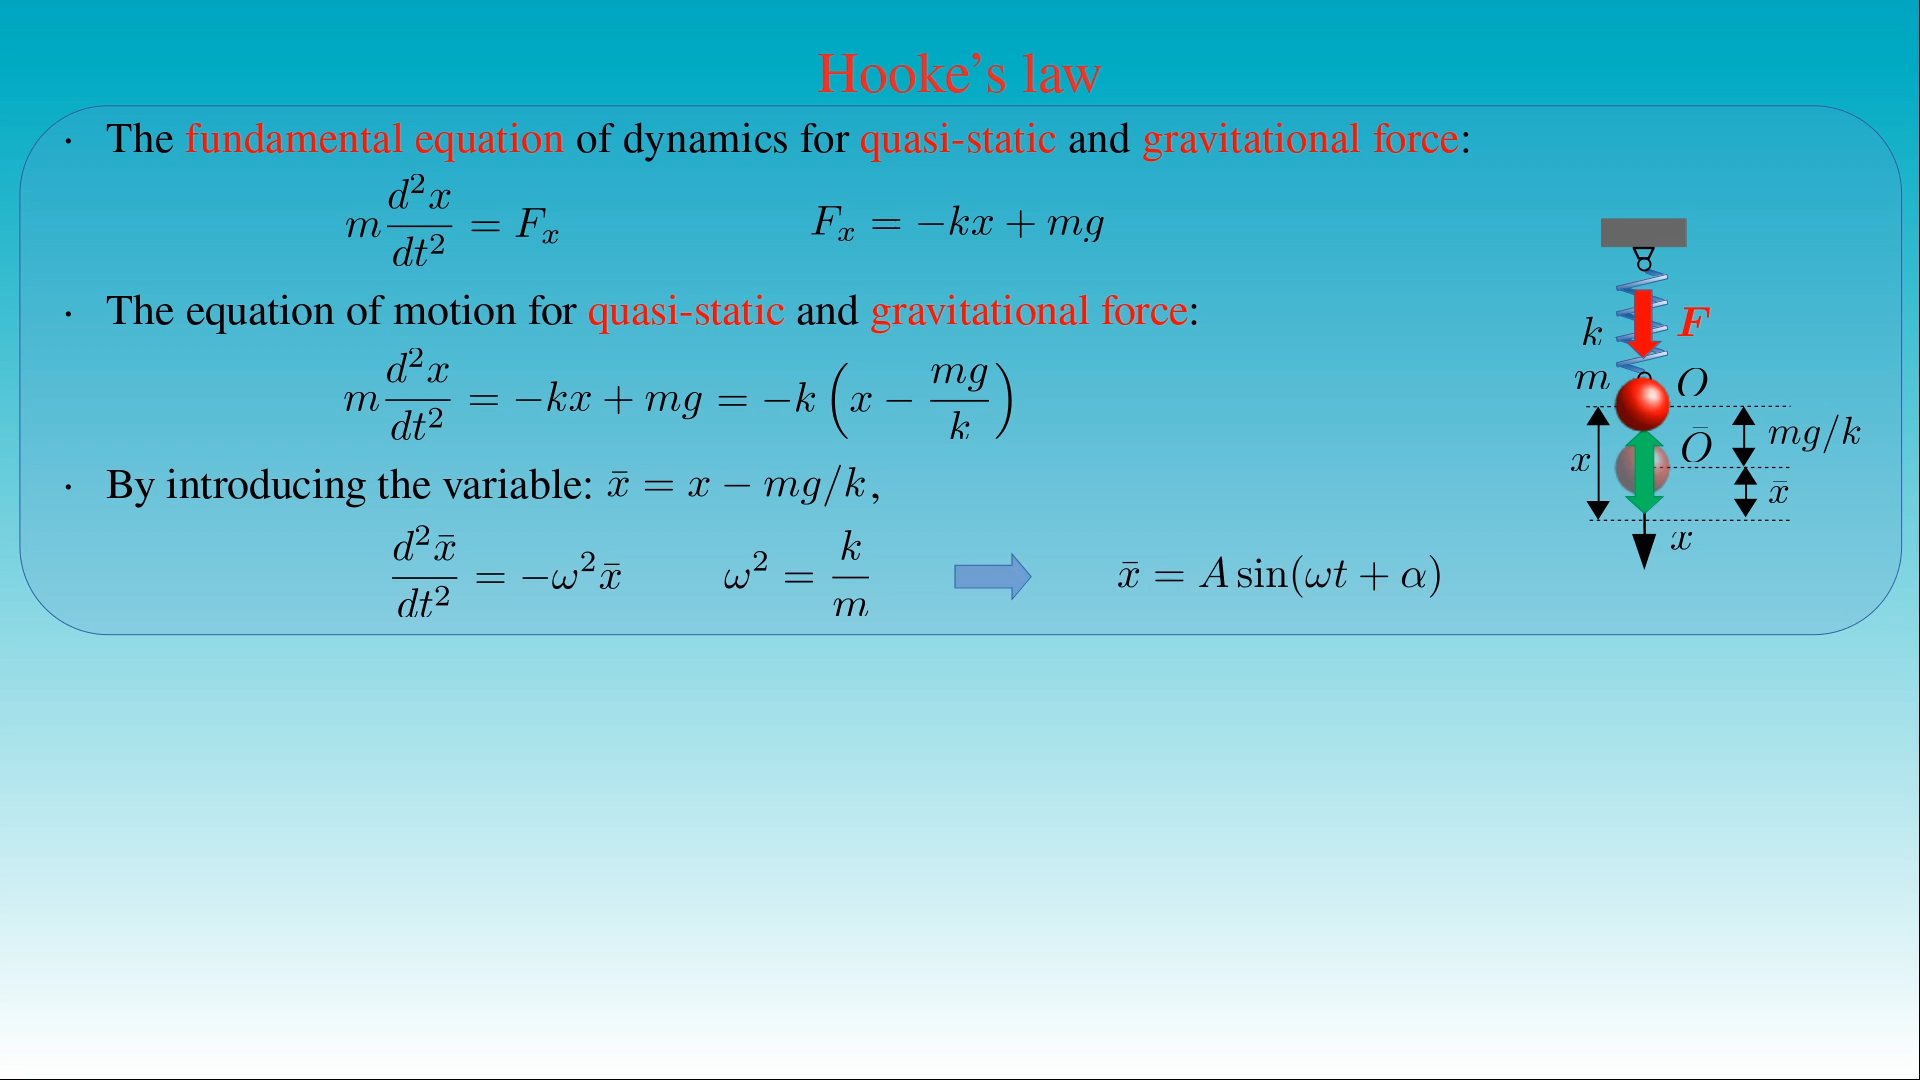 Hooke's law
· The fundamental equation of dynamics for quasi-static and gravitational force:
m d²x/dt² = Fₓ Fₓ = −kx + mg
· The equation of motion for quasi-static and gravitational force:
m d²x/dt² = −kx + mg = −k (x − mg/k)
· By introducing the variable: x̄ = x − mg/k,
d²x̄/dt² = −ω²x̄ ω² = k/m x̄ = A sin(ωt + α)
k F
m O
x Ō mg/k
x̄
x